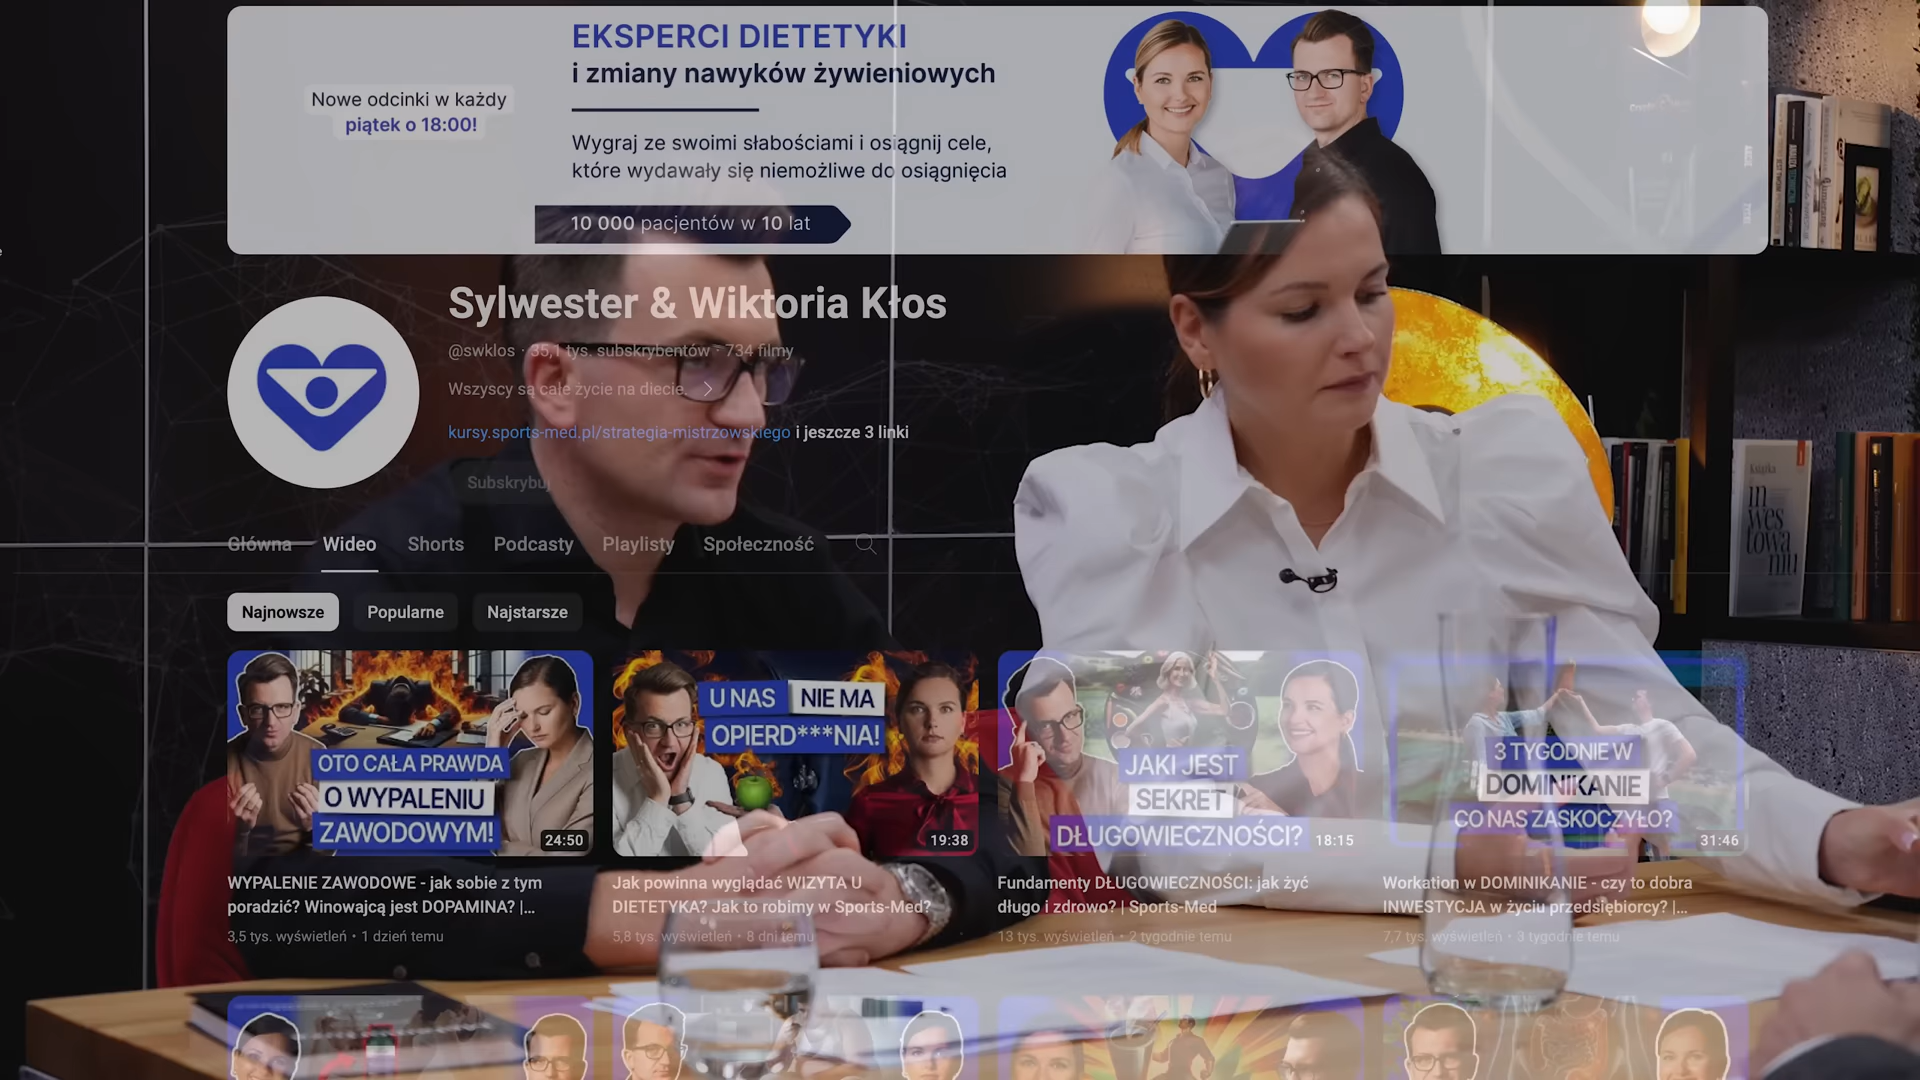 EKSPERCI DIETETYKI
i zmiany nawyków żywieniowych
Nowe odcinki w każdy
piątek o 18:00!
Wygraj ze swoimi słabościami i osiągnij cele,
które wydawały się niemożliwe do osiągnięcia
10 000 pacjentów w 10 lat
Sylwester & Wiktoria Kłos
@swklos · 35,1 tys. subskrybentów · 734 filmy
Wszyscy są całe życie na diecie
kursy.sports-med.pl/strategia-mistrzowskiego i jeszcze 3 linki
Subskrybuj
Główna Wideo Shorts Podcasty Playlisty Społeczność
Najnowsze Popularne Najstarsze
OTO CAŁA PRAWDA
O WYPALENIU
ZAWODOWYM!
24:50
U NAS NIE MA
OPIERD***NIA!
19:38
JAKI JEST
SEKRET
DŁUGOWIECZNOŚCI?
18:15
3 TYGODNIE W
DOMINIKANIE
CO NAS ZASKOCZYŁO?
31:46
WYPALENIE ZAWODOWE - jak sobie z tym
poradzić? Winowajcą jest DOPAMINA? |...
3,5 tys. wyświetleń • 1 dzień temu
Jak powinna wyglądać WIZYTA U
DIETETYKA? Jak to robimy w Sports-Med?
5,8 tys. wyświetleń • 8 dni temu
Fundamenty DŁUGOWIECZNOŚCI: jak żyć
długo i zdrowo? | Sports-Med
13 tys. wyświetleń • 2 tygodnie temu
Workation w DOMINIKANIE - czy to dobra
INWESTYCJA w życiu przedsiębiorcy? |...
7,7 tys. wyświetleń • 3 tygodnie temu
Książka
in
wes
towa
niu